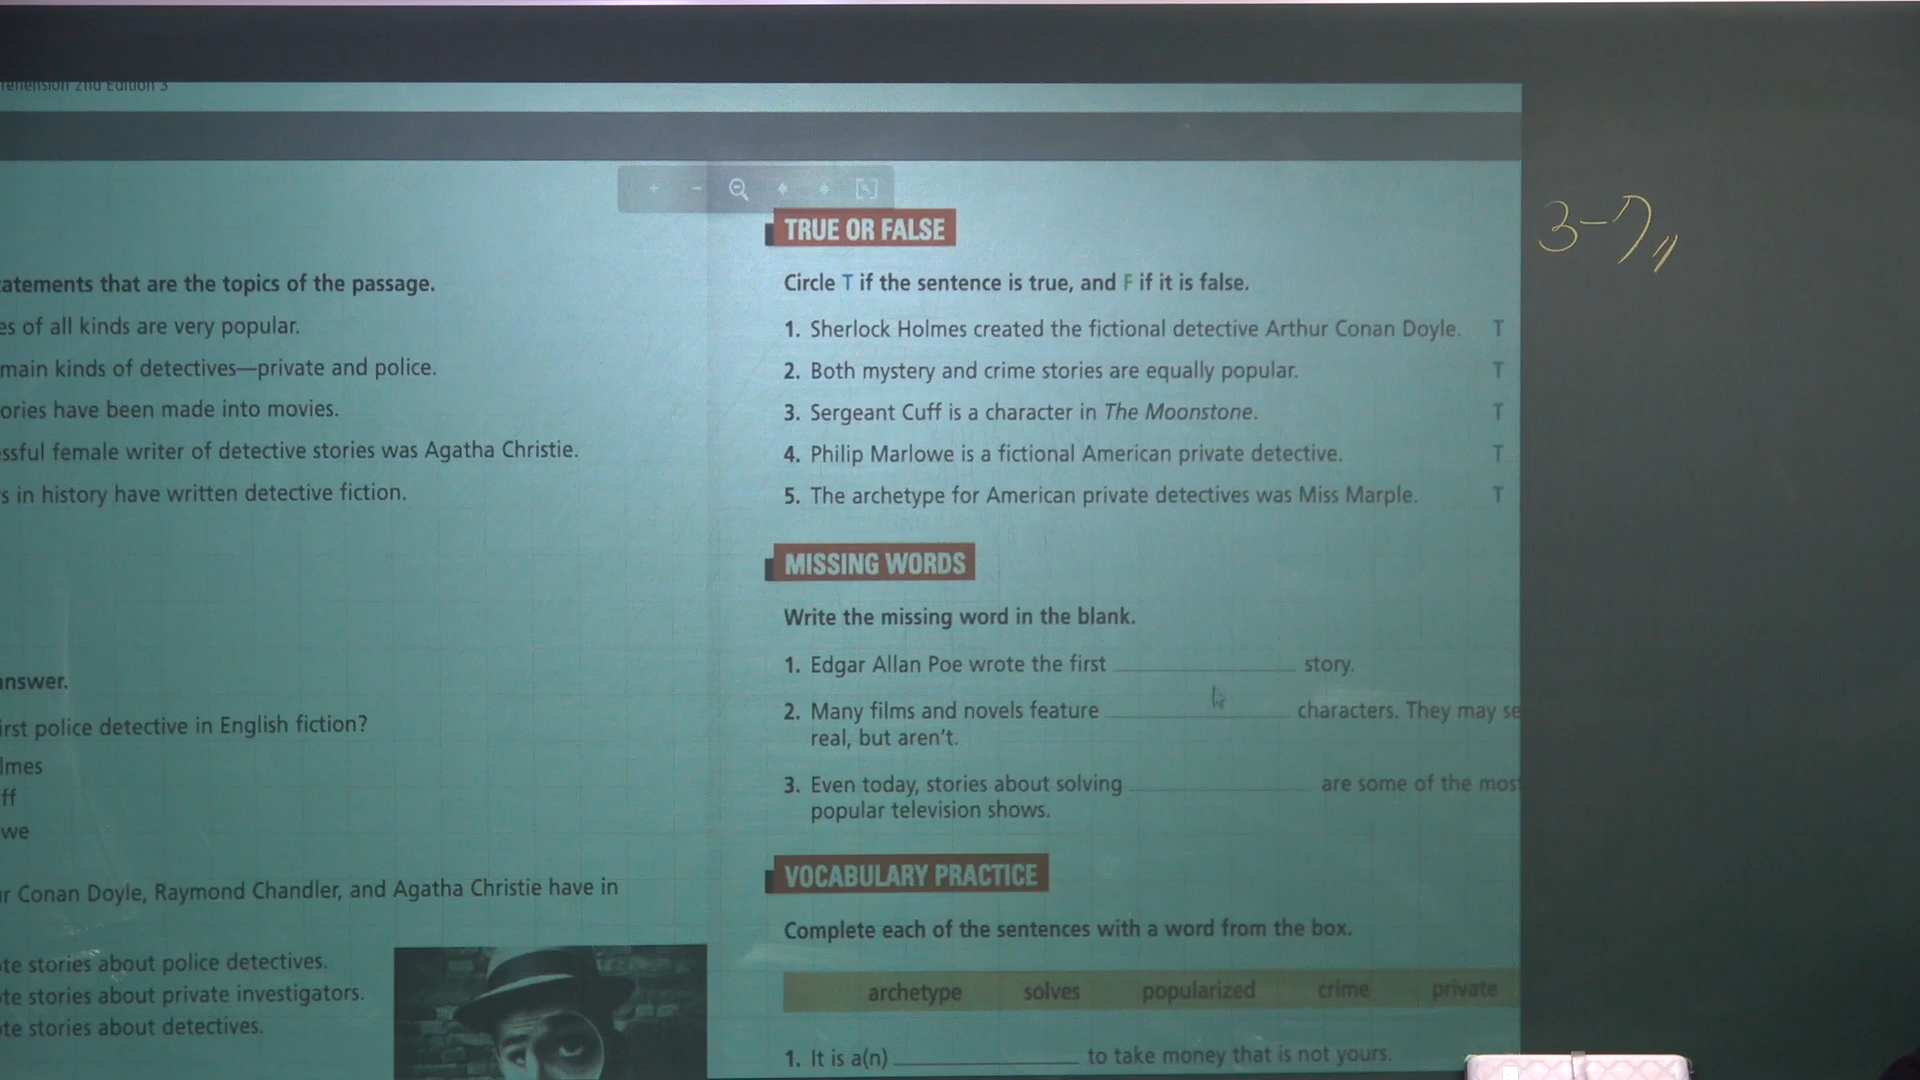 rehension 2nd Edition 3
atements that are the topics of the passage.
es of all kinds are very popular.
main kinds of detectives—private and police.
ories have been made into movies.
ssful female writer of detective stories was Agatha Christie.
s in history have written detective fiction.
answer.
irst police detective in English fiction?
lmes
ff
we
r Conan Doyle, Raymond Chandler, and Agatha Christie have in
te stories about police detectives.
te stories about private investigators.
te stories about detectives.
TRUE OR FALSE
Circle T if the sentence is true, and F if it is false.
1. Sherlock Holmes created the fictional detective Arthur Conan Doyle. T
2. Both mystery and crime stories are equally popular. T
3. Sergeant Cuff is a character in The Moonstone. T
4. Philip Marlowe is a fictional American private detective. T
5. The archetype for American private detectives was Miss Marple. T
MISSING WORDS
Write the missing word in the blank.
1. Edgar Allan Poe wrote the first ____________ story.
2. Many films and novels feature ____________ characters. They may se
real, but aren't.
3. Even today, stories about solving ____________ are some of the most
popular television shows.
VOCABULARY PRACTICE
Complete each of the sentences with a word from the box.
archetype solves popularized crime private
1. It is a(n) ____________ to take money that is not yours.